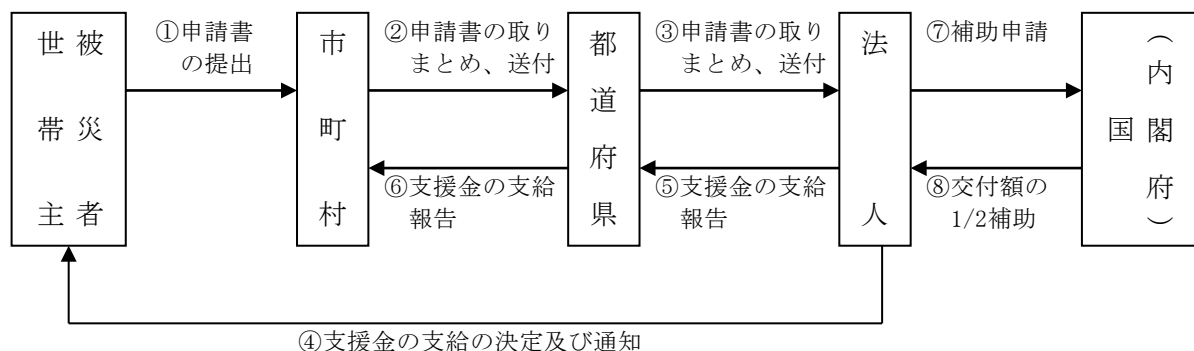 被災者
世帯主
①申請書
の提出
市町村
②申請書の取り
まとめ、送付
都道府県
③申請書の取り
まとめ、送付
法人
⑦補助申請
国
（内閣府）
⑥支援金の支給
報告
⑤支援金の支給
報告
⑧交付額の
1/2補助
④支援金の支給の決定及び通知